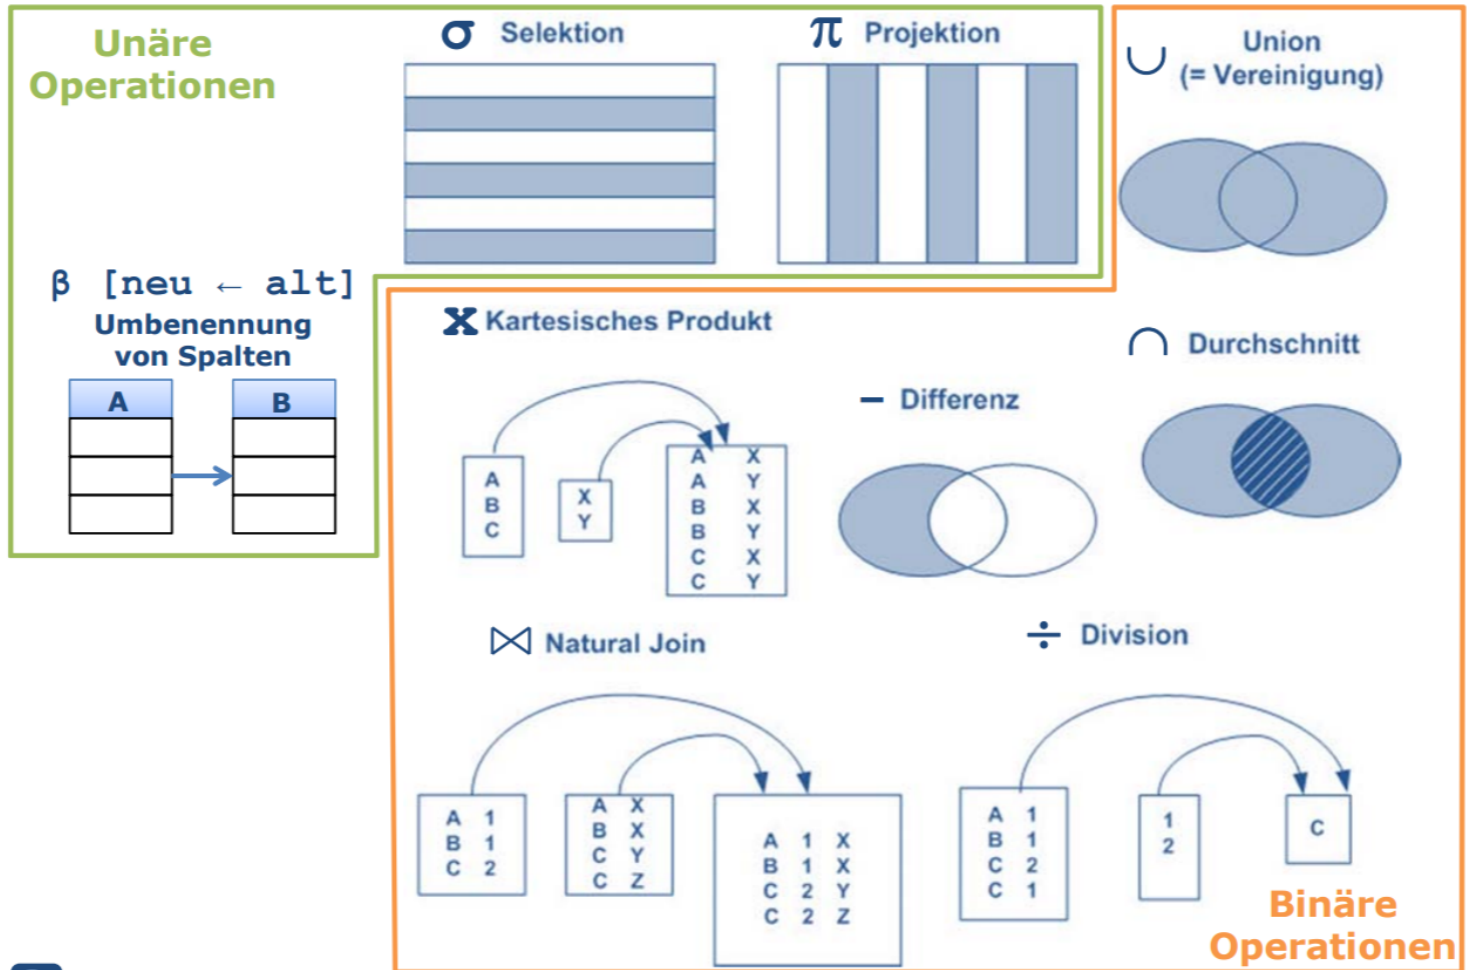 Unäre
Operationen
σ Selektion
π Projektion
β [neu ← alt]
Umbenennung
von Spalten
A
B
∪ Union
(= Vereinigung)
× Kartesisches Produkt
A
B
C
X
Y
A X
A Y
B X
B Y
C X
C Y
− Differenz
∩ Durchschnitt
⋈ Natural Join
A 1
B 1
C 2
A X
B X
C Y
C Z
A 1 X
B 1 X
C 2 Y
C 2 Z
÷ Division
A 1
B 1
C 2
C 1
1
2
C
Binäre
Operationen